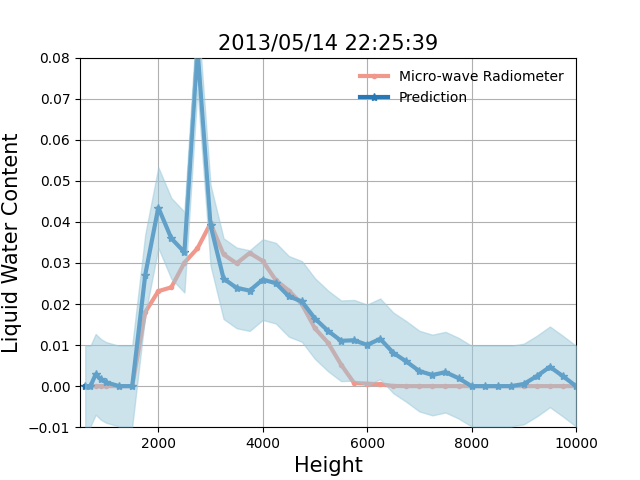 2013/05/14 22:25:39
Micro-wave Radiometer
Prediction
Liquid Water Content
0.08
0.07
0.06
0.05
0.04
0.03
0.02
0.01
0.00
−0.01
2000 4000 6000 8000 10000
Height